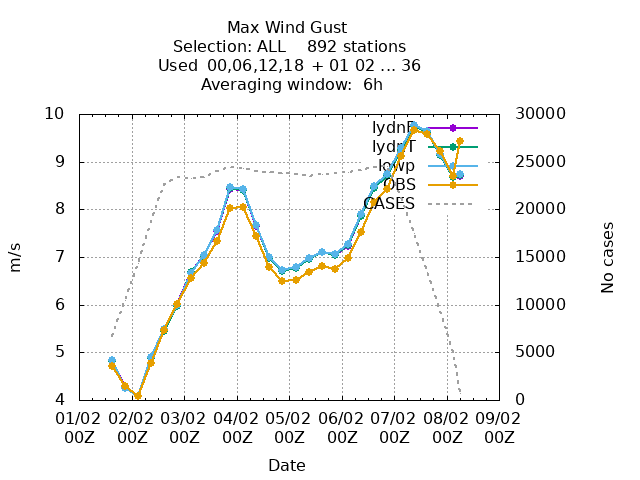 Max Wind Gust
Selection: ALL    892 stations
Used  00,06,12,18 + 01 02 ... 36
Averaging window:  6h
10
9
8
7
6
5
4
m/s
30000
25000
20000
15000
10000
5000
0
No cases
lydnF
lydnT
lowp
OBS
CASES
01/02 02/02 03/02 04/02 05/02 06/02 07/02 08/02 09/02
00Z 00Z 00Z 00Z 00Z 00Z 00Z 00Z 00Z
Date